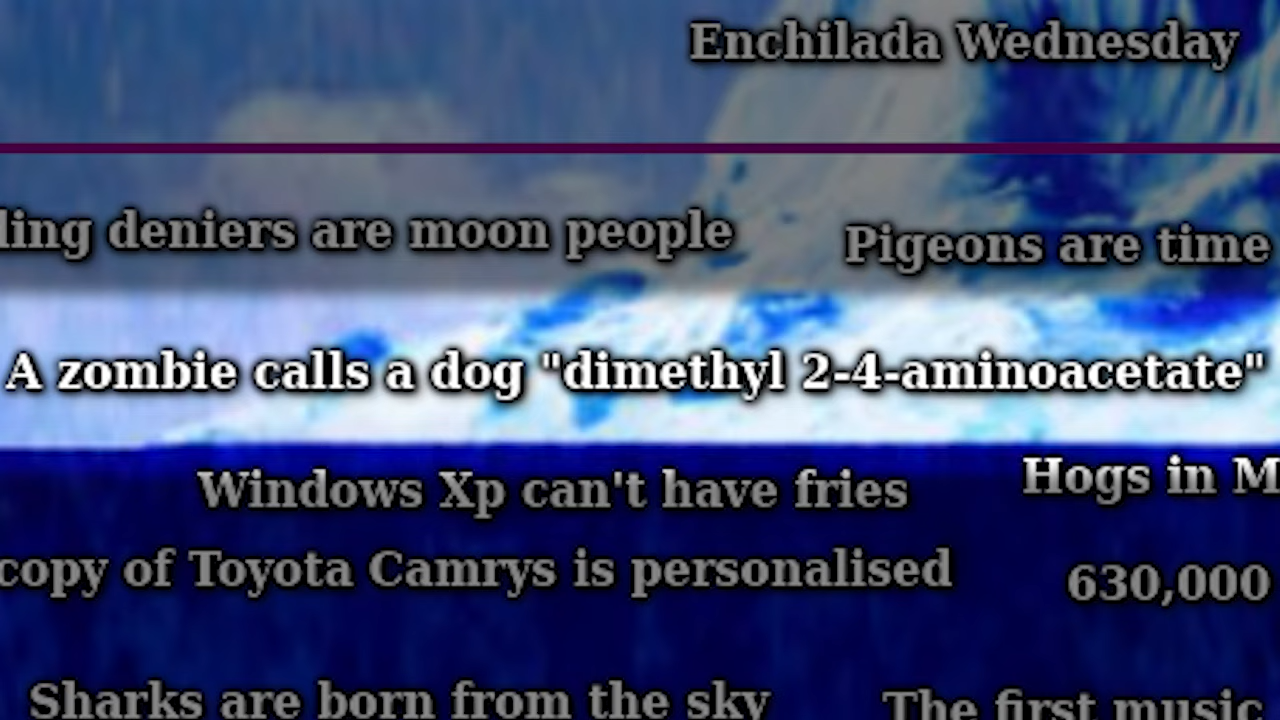 Enchilada Wednesday
ling deniers are moon people
Pigeons are time
A zombie calls a dog "dimethyl 2-4-aminoacetate"
Windows Xp can't have fries
Hogs in M
copy of Toyota Camrys is personalised
630,000
Sharks are born from the sky
The first music